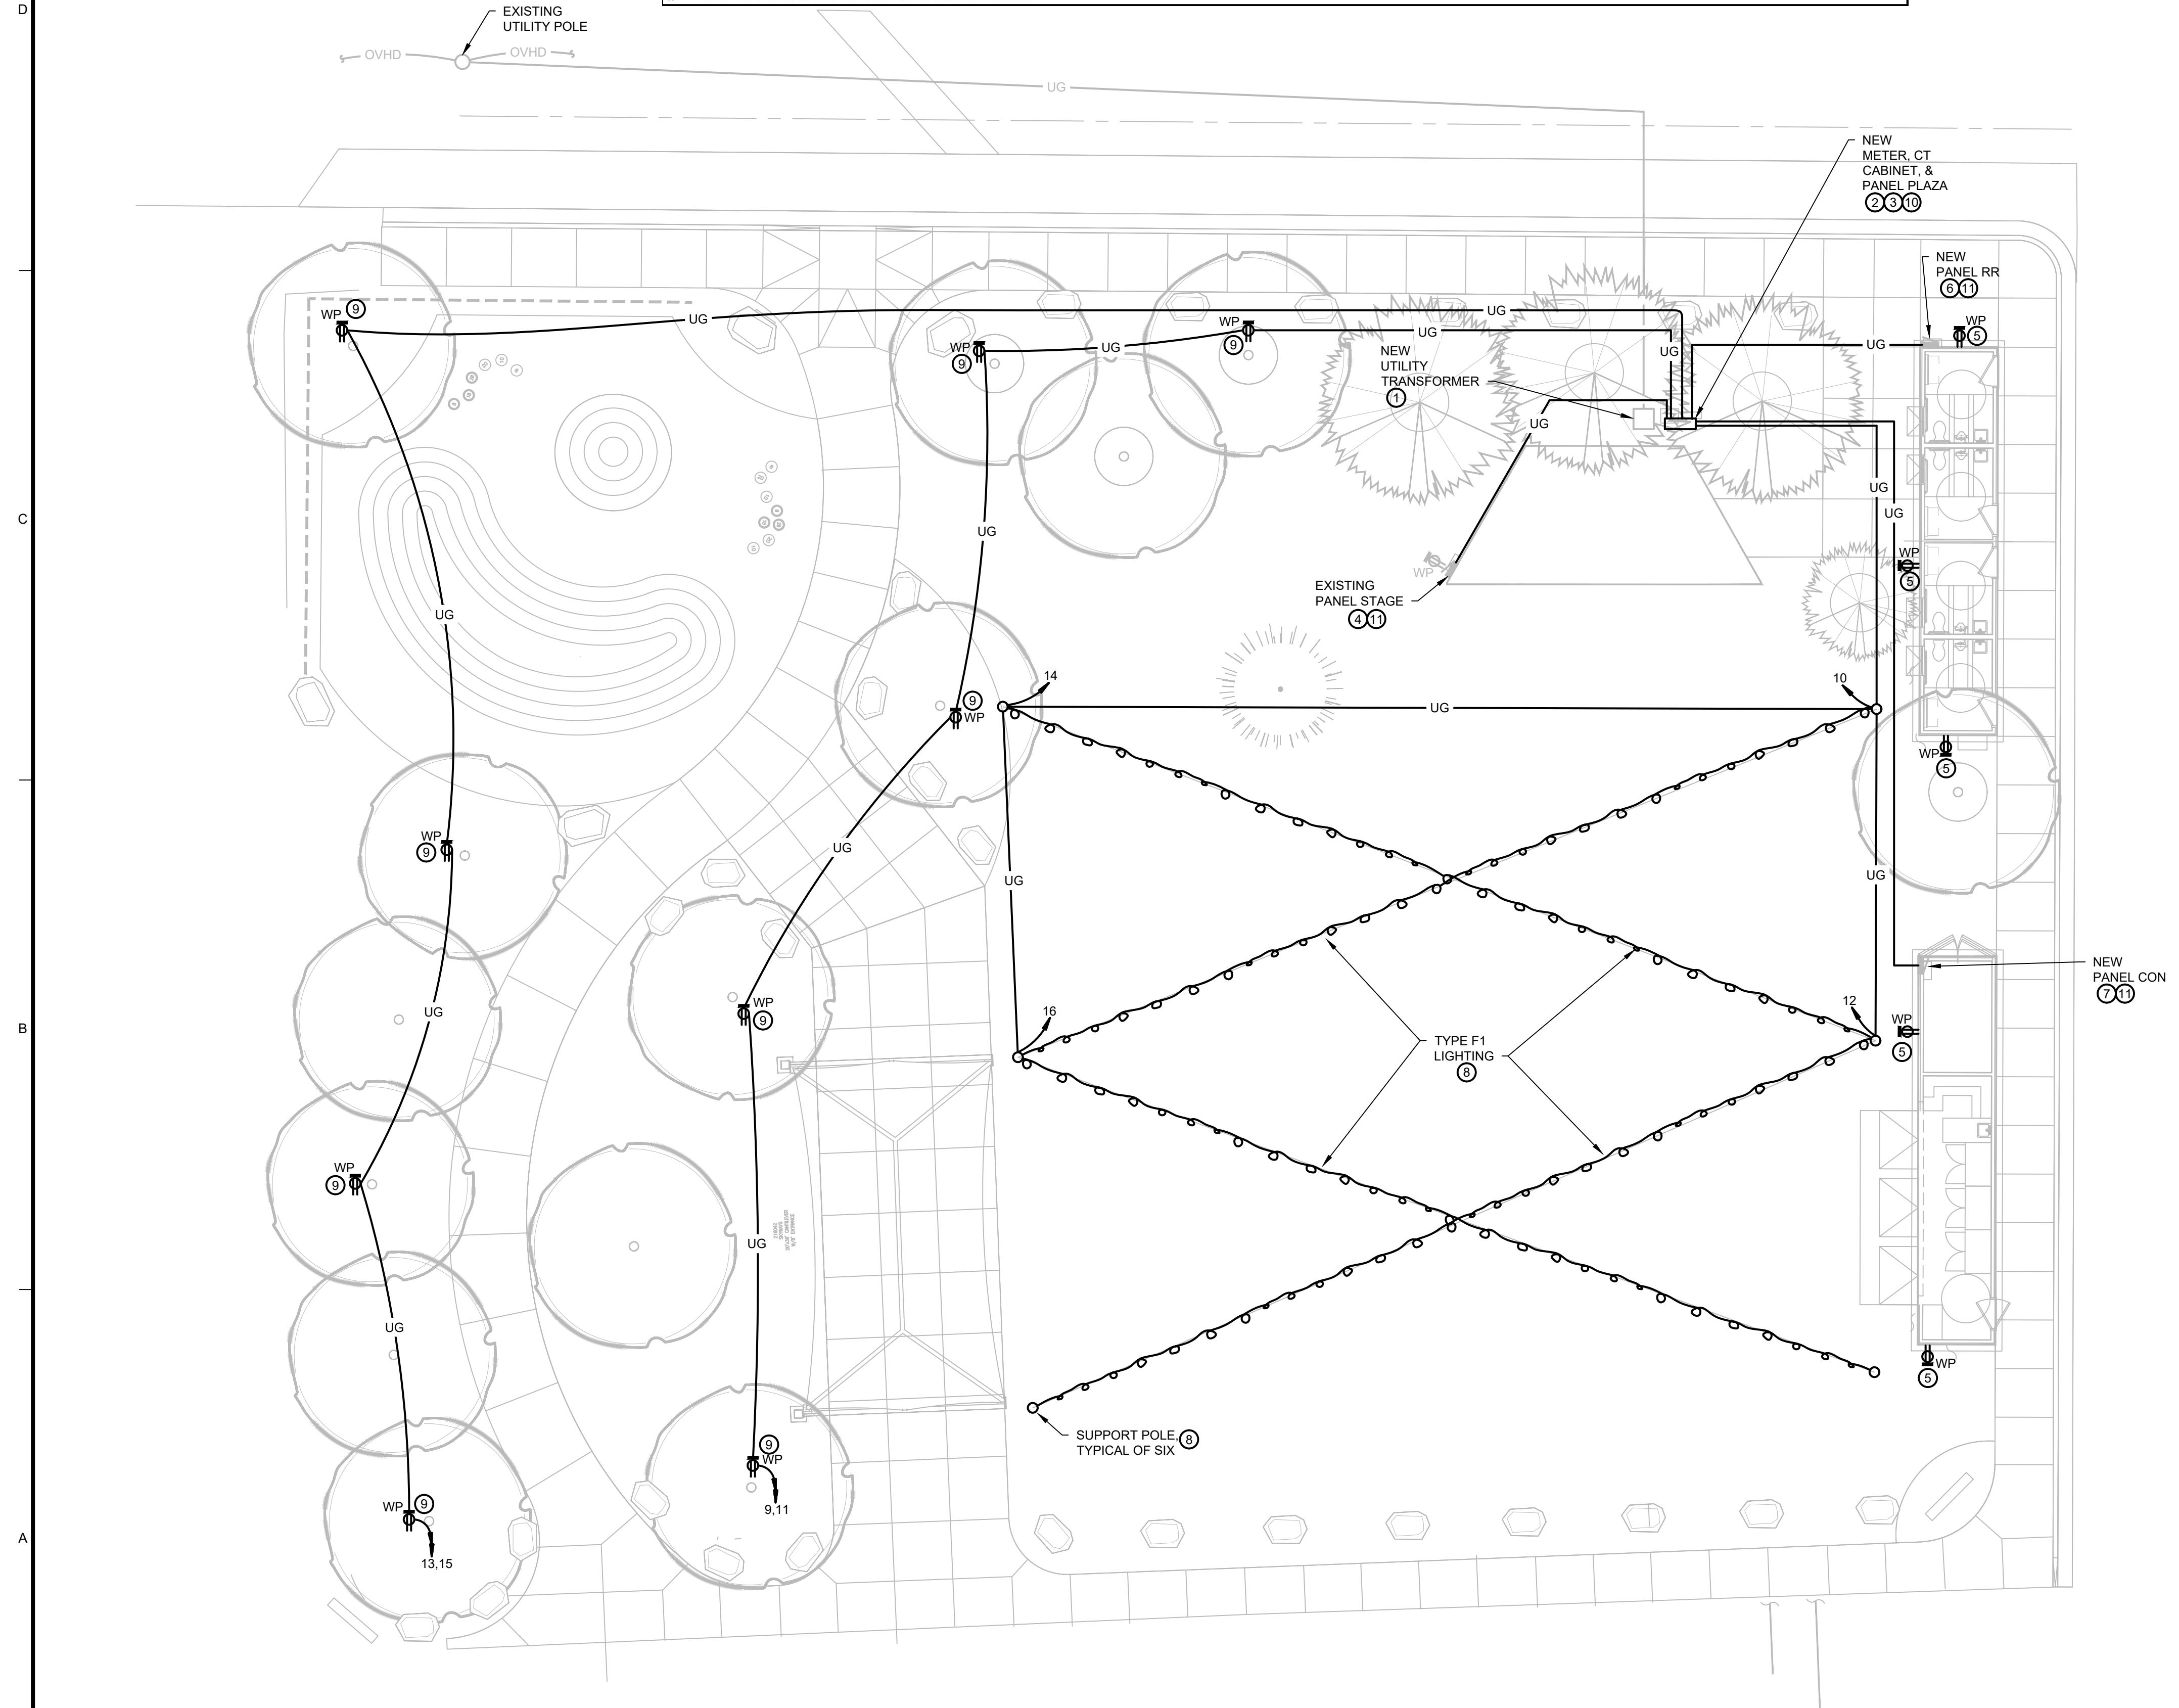 D
EXISTING
UTILITY POLE
OVHD
OVHD
UG
NEW
METER, CT
CABINET, &
PANEL PLAZA
2 3 10
NEW
PANEL RR
6 11
WP
5
WP
9
UG
UG
WP
9
UG
WP
9
UG
UG
UG
NEW
UTILITY
TRANSFORMER
1
UG
C
UG
UG
UG
WP
5
WP
EXISTING
PANEL STAGE
4 11
UG
14
10
9
WP
UG
WP
5
WP
9
UG
UG
UG
NEW
PANEL CON
7 11
UG
B
WP
9
16
12
WP
5
TYPE F1
LIGHTING
8
WP
9
UG
UG
WP
5
SUPPORT POLE,
TYPICAL OF SIX
8
9
WP
9,11
WP
9
13,15
A